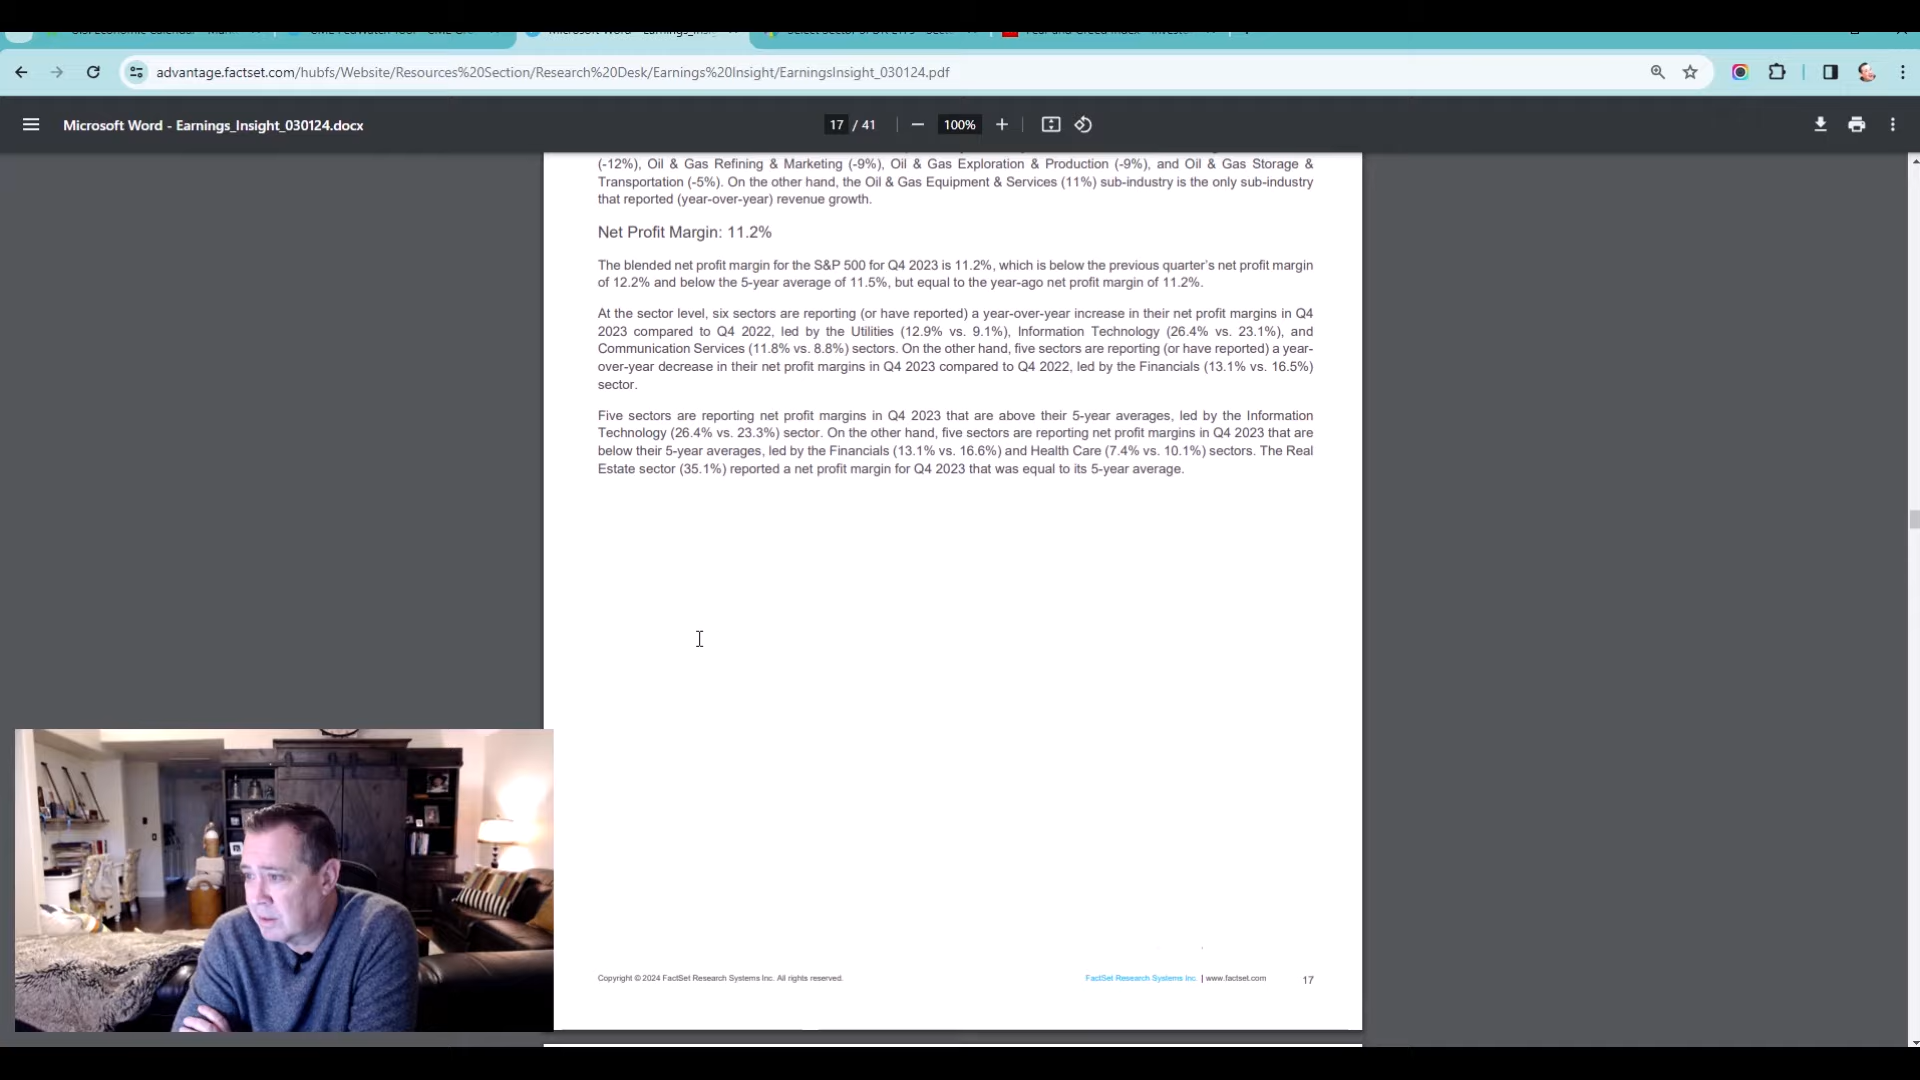 advantage.factset.com/hubfs/Website/Resources%20Section/Research%20Desk/Earnings%20Insight/EarningsInsight_030124.pdf
Microsoft Word - Earnings_Insight_030124.docx
17 / 41
100%
(-12%), Oil & Gas Refining & Marketing (-9%), Oil & Gas Exploration & Production (-9%), and Oil & Gas Storage &
Transportation (-5%). On the other hand, the Oil & Gas Equipment & Services (11%) sub-industry is the only sub-industry
that reported (year-over-year) revenue growth.
Net Profit Margin: 11.2%
The blended net profit margin for the S&P 500 for Q4 2023 is 11.2%, which is below the previous quarter's net profit margin
of 12.2% and below the 5-year average of 11.5%, but equal to the year-ago net profit margin of 11.2%.
At the sector level, six sectors are reporting (or have reported) a year-over-year increase in their net profit margins in Q4
2023 compared to Q4 2022, led by the Utilities (12.9% vs. 9.1%), Information Technology (26.4% vs. 23.1%), and
Communication Services (11.8% vs. 8.8%) sectors. On the other hand, five sectors are reporting (or have reported) a year-
over-year decrease in their net profit margins in Q4 2023 compared to Q4 2022, led by the Financials (13.1% vs. 16.5%)
sector.
Five sectors are reporting net profit margins in Q4 2023 that are above their 5-year averages, led by the Information
Technology (26.4% vs. 23.3%) sector. On the other hand, five sectors are reporting net profit margins in Q4 2023 that are
below their 5-year averages, led by the Financials (13.1% vs. 16.6%) and Health Care (7.4% vs. 10.1%) sectors. The Real
Estate sector (35.1%) reported a net profit margin for Q4 2023 that was equal to its 5-year average.
Copyright © 2024 FactSet Research Systems Inc. All rights reserved.
FactSet Research Systems Inc. | www.factset.com
17